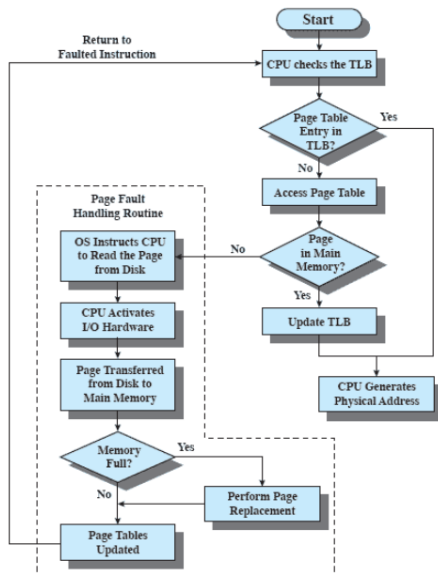 Start
Return to
Faulted Instruction
CPU checks the TLB
Page Table
Entry in
TLB?
Yes
No
Access Page Table
Page Fault
Handling Routine
OS Instructs CPU
to Read the Page
from Disk
No
Page
in Main
Memory?
Yes
CPU Activates
I/O Hardware
Update TLB
Page Transferred
from Disk to
Main Memory
CPU Generates
Physical Address
Memory
Full?
Yes
No
Perform Page
Replacement
Page Tables
Updated